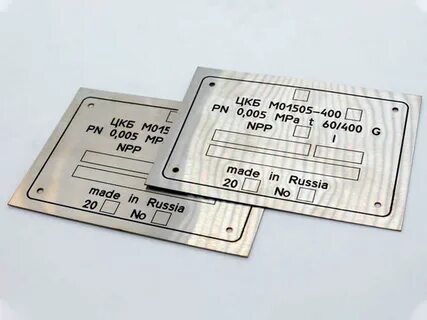 ЦКБ М01505-400
PN 0,005 MPa t 60/400 G
NPP I
made in Russia
20 No
ЦКБ М015
PN 0,005 MP
NPP
made in Russia
20 No